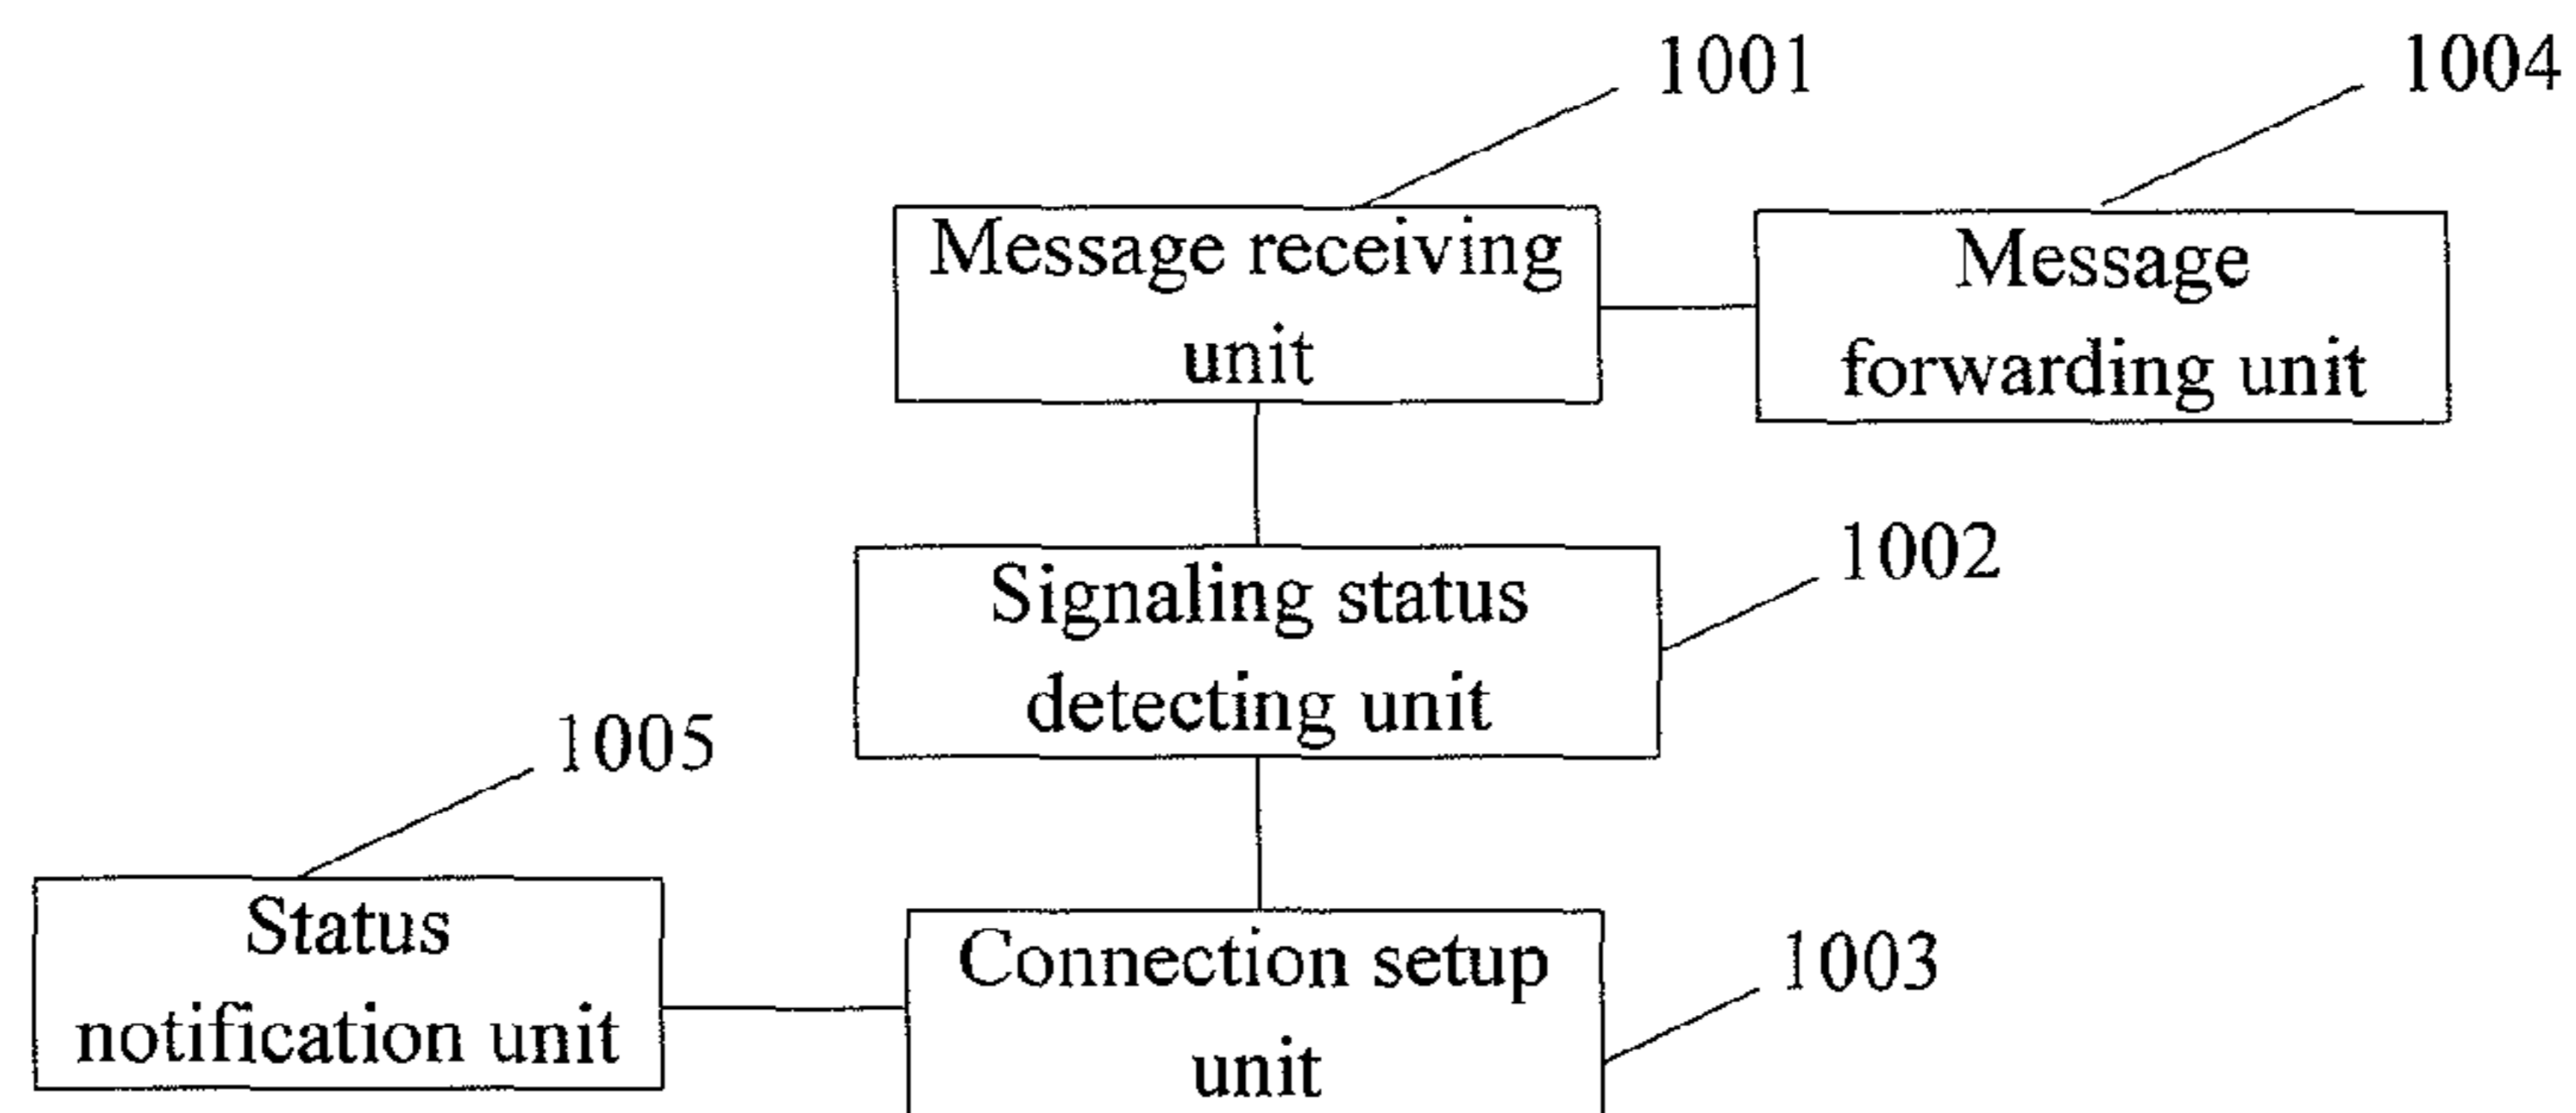 1001
1004
Message receiving
unit
Message
forwarding unit
1002
Signaling status
detecting unit
1005
Status
notification unit
Connection setup
unit
1003